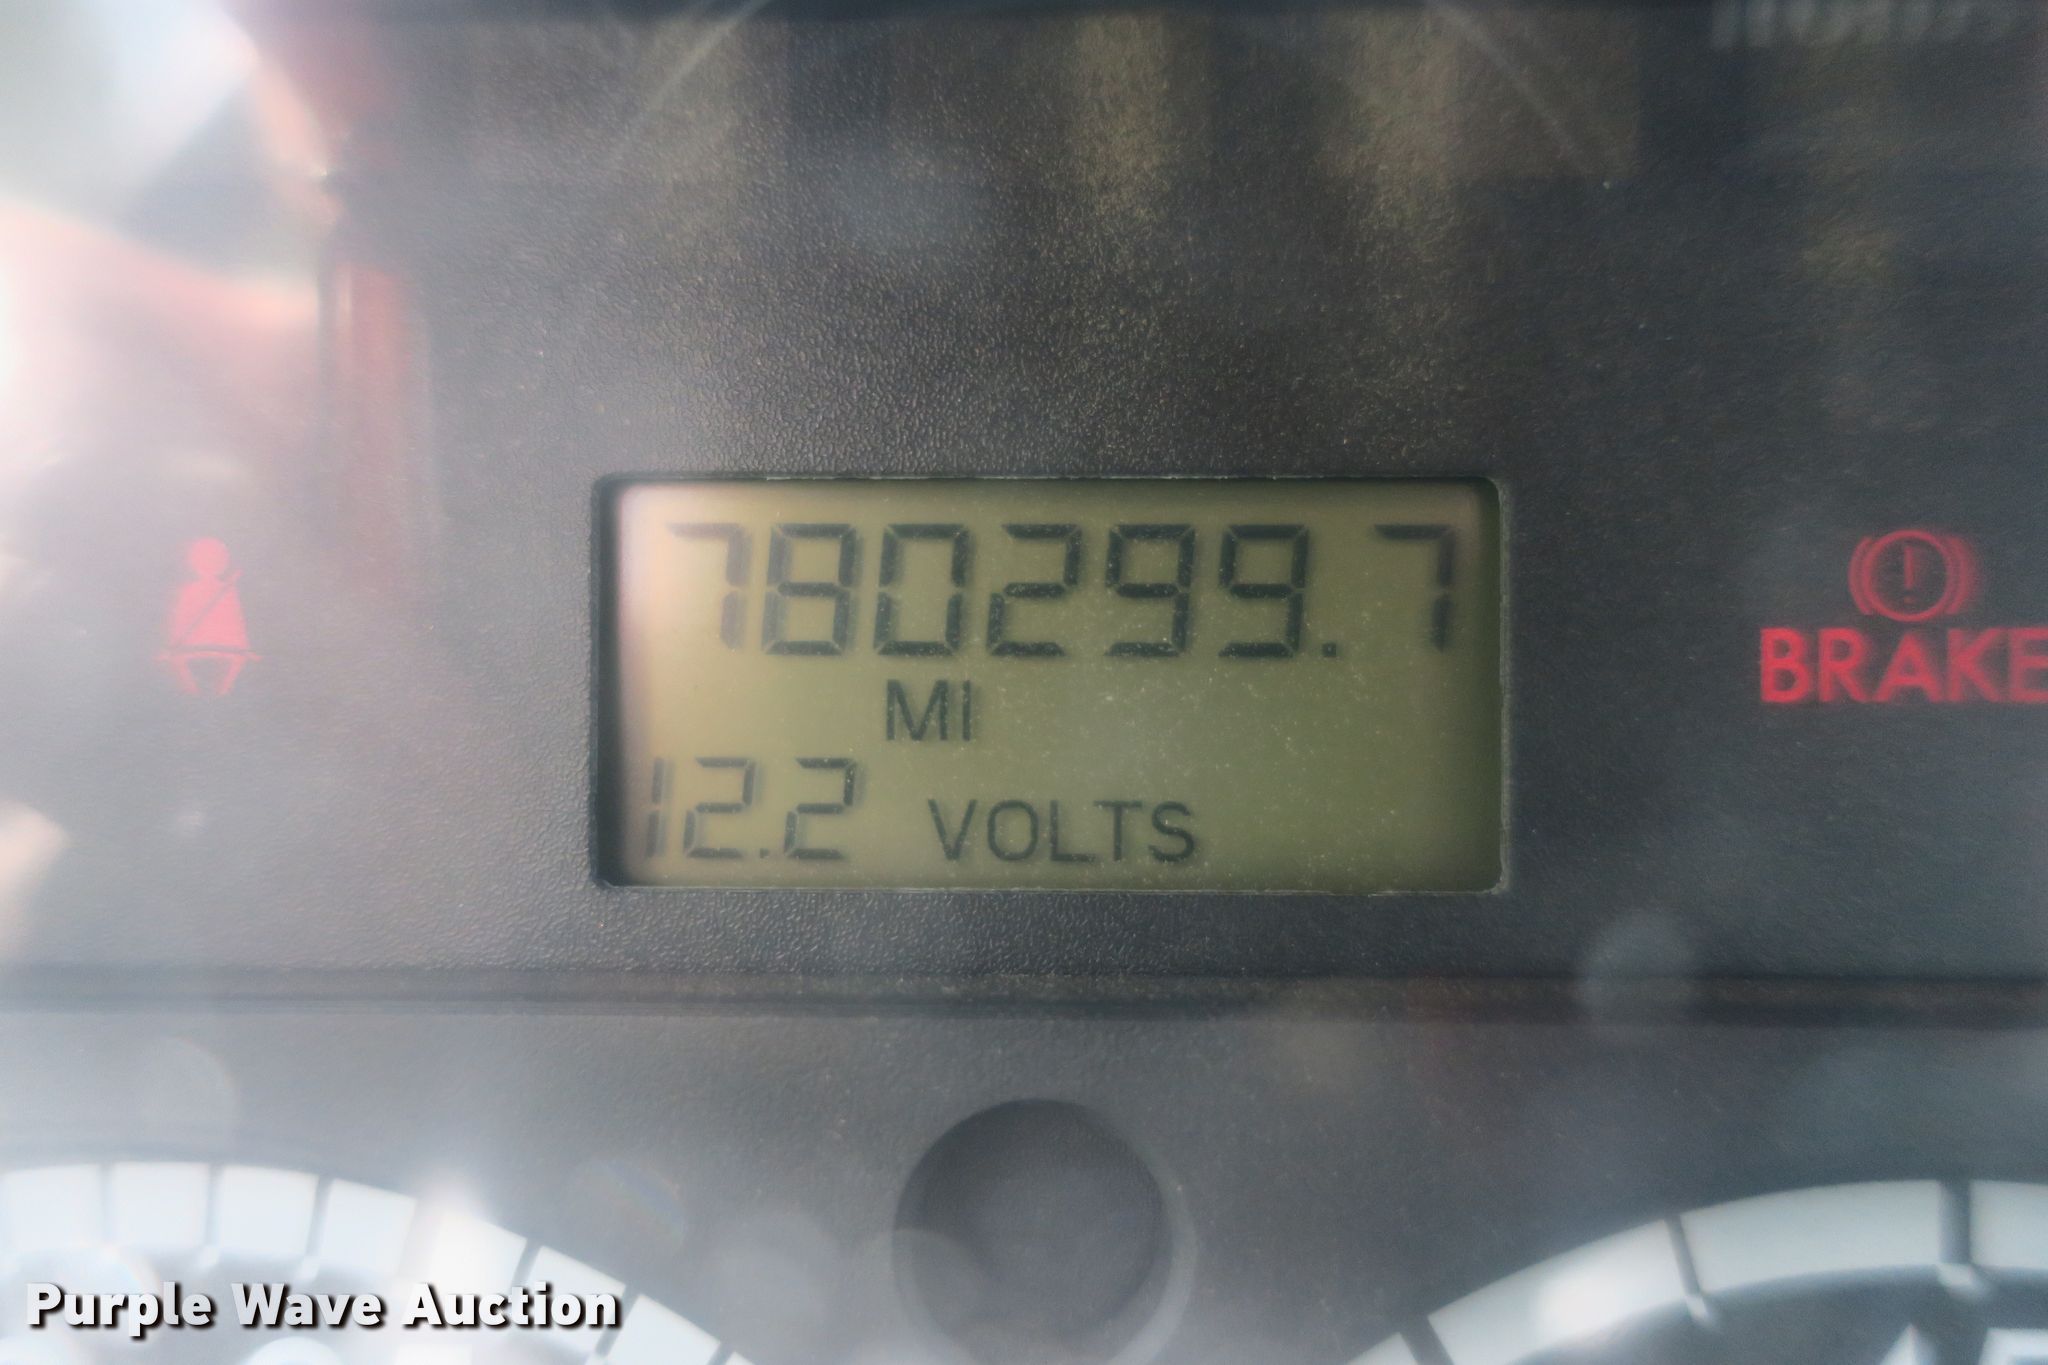 780299.7
MI
BRAKE
12.2 VOLTS
Purple Wave Auction